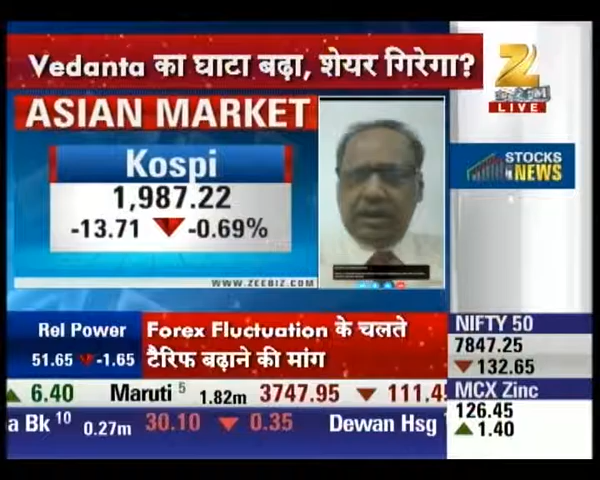 Vedanta का घाटा बढ़ा, शेयर गिरेगा?
LIVE
ASIAN MARKET
Kospi
1,987.22
-13.71 -0.69%
STOCKS
IN NEWS
WWW.ZEEBIZ.COM
Rel Power
51.65 -1.65
Forex Fluctuation के चलते
टैरिफ बढ़ाने की मांग
NIFTY 50
7847.25
132.65
MCX Zinc
126.45
1.40
6.40 Maruti 5 1.82m 3747.95 111.45
a Bk 10 0.27m 30.10 0.35 Dewan Hsg